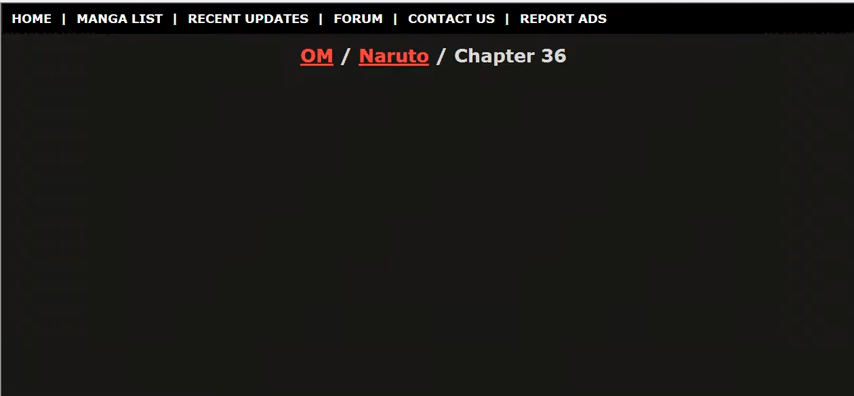 HOME | MANGA LIST | RECENT UPDATES | FORUM | CONTACT US | REPORT ADS
OM / Naruto / Chapter 36